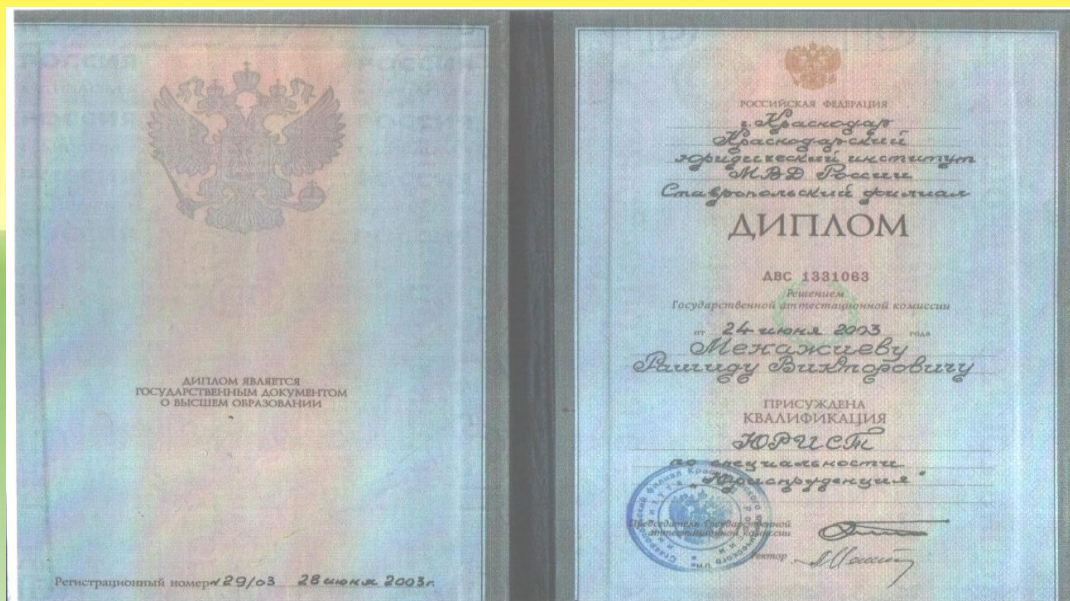 ДИПЛОМ ЯВЛЯЕТСЯ
ГОСУДАРСТВЕННЫМ ДОКУМЕНТОМ
О ВЫСШЕМ ОБРАЗОВАНИИ
Регистрационный номер 29/03 28 июня 2003г.
РОССИЙСКАЯ ФЕДЕРАЦИЯ
г. Краснодар
Краснодарский
юридический институт
МВД России
Ставропольский филиал
ДИПЛОМ
АВС 1331063
Решением
Государственной аттестационной комиссии
от 24 июня 2003 года
Менажиеву
Рашиду Викторовичу
ПРИСУЖДЕНА
КВАЛИФИКАЦИЯ
ЮРИСТ
по специальности
"Юриспруденция"
Председатель Государственной
аттестационной комиссии
Ректор